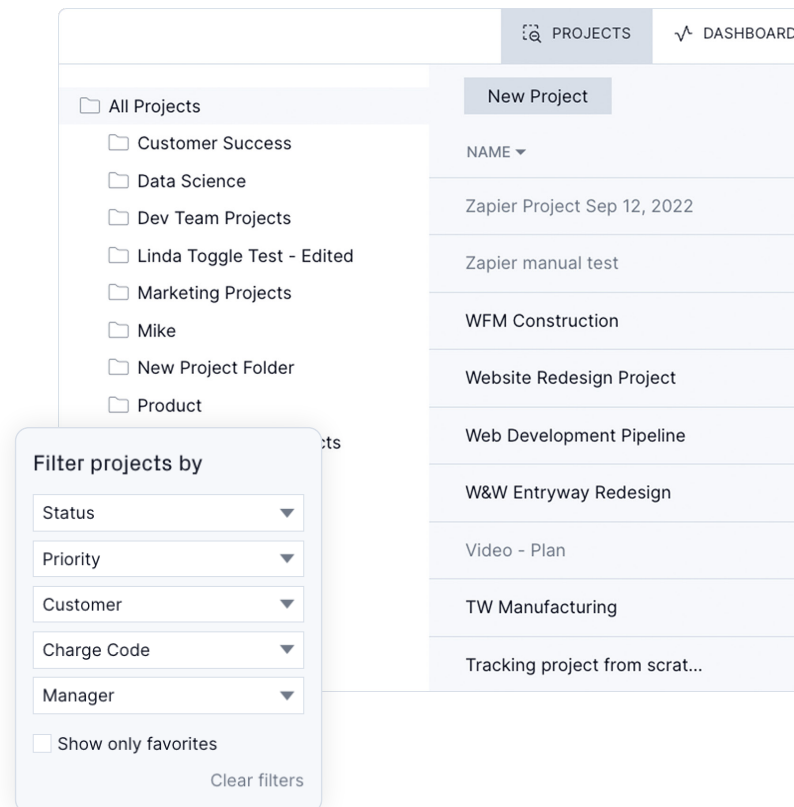 PROJECTS
DASHBOARD
All Projects
Customer Success
Data Science
Dev Team Projects
Linda Toggle Test - Edited
Marketing Projects
Mike
New Project Folder
Product
New Project
NAME
Zapier Project Sep 12, 2022
Zapier manual test
WFM Construction
Website Redesign Project
Web Development Pipeline
W&W Entryway Redesign
Video - Plan
TW Manufacturing
Tracking project from scrat...
Filter projects by
Status
Priority
Customer
Charge Code
Manager
Show only favorites
Clear filters